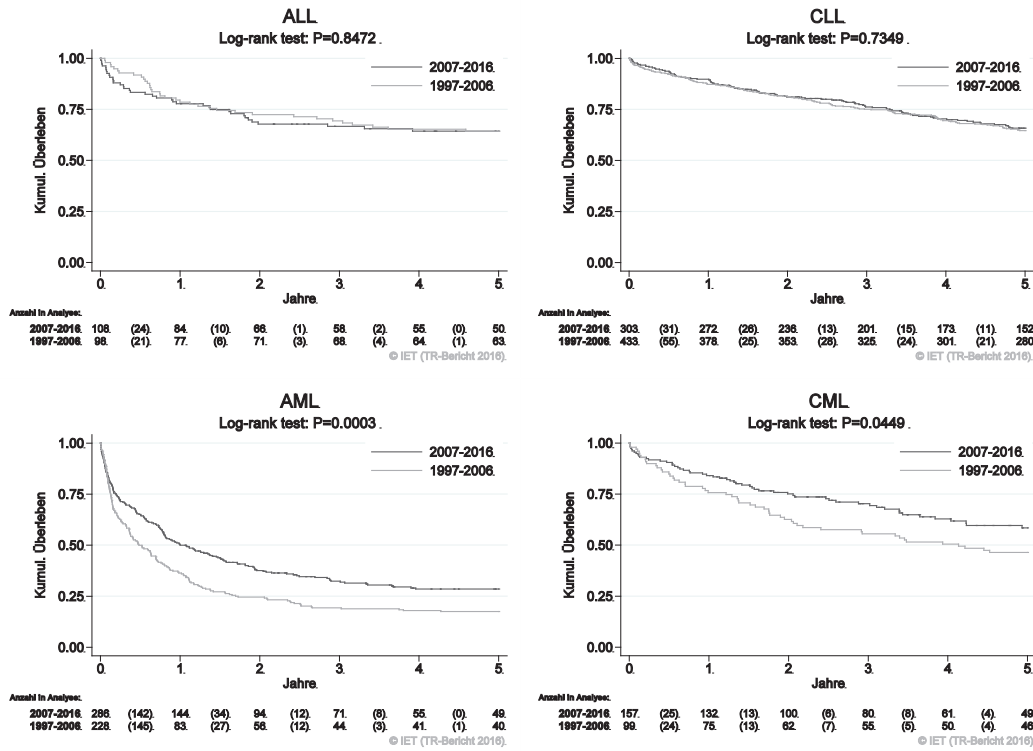 ALL
Log-rank test: P=0.8472 .
1.00.
0.75
0.50
0.25
0.00.
Kumul. Überleben
2007-2016.
1997-2006.
0. 1. 2. 3. 4. 5.
Jahre.
Anzahl in Analyse:.
2007-2016. 108. (24). 84. (10). 66. (1). 58. (2). 55. (0). 50.
1997-2006. 98. (21). 77. (6). 71. (3). 68. (4). 64. (1). 63.
© IET (TR-Bericht 2016).
CLL
Log-rank test: P=0.7349 .
1.00.
0.75
0.50
0.25
0.00.
Kumul. Überleben
2007-2016.
1997-2006.
0. 1. 2. 3. 4. 5.
Jahre.
Anzahl in Analyse:.
2007-2016. 303. (31). 272. (26). 236. (13). 201. (15). 173. (11). 152
1997-2006. 433. (55). 378. (25). 353. (28). 325. (24). 301. (21). 280
© IET (TR-Bericht 2016).
AML
Log-rank test: P=0.0003 .
1.00.
0.75
0.50
0.25
0.00.
Kumul. Überleben
2007-2016.
1997-2006.
0. 1. 2. 3. 4. 5.
Jahre.
Anzahl in Analyse:.
2007-2016. 286. (142). 144. (34). 94. (12). 71. (8). 55. (0). 49.
1997-2006. 228. (145). 83. (27). 56. (12). 44. (3). 41. (1). 40.
© IET (TR-Bericht 2016).
CML
Log-rank test: P=0.0449 .
1.00.
0.75
0.50
0.25
0.00.
Kumul. Überleben
2007-2016.
1997-2006.
0. 1. 2. 3. 4. 5.
Jahre.
Anzahl in Analyse:.
2007-2016. 157. (25). 132. (13). 100. (6). 80. (8). 61. (4). 49
1997-2006. 99. (24). 75. (13). 62. (7). 55. (5). 50. (4). 46
© IET (TR-Bericht 2016).